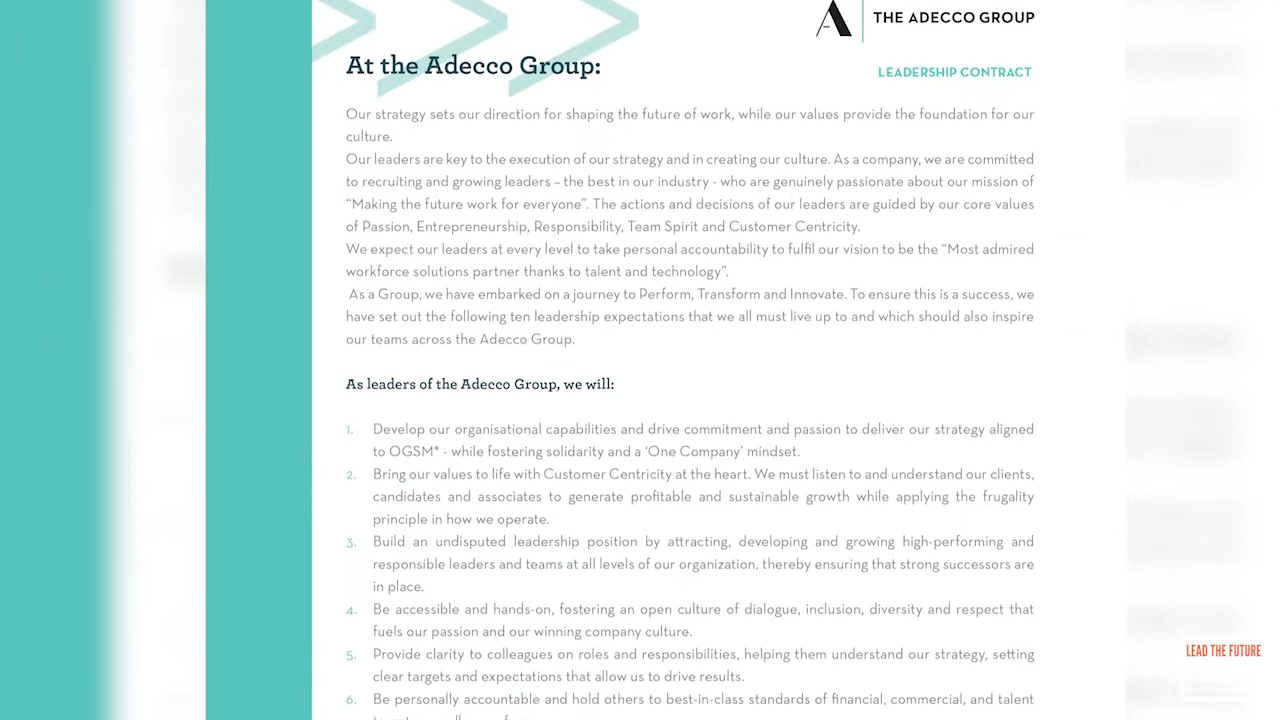 THE ADECCO GROUP
At the Adecco Group:
LEADERSHIP CONTRACT
Our strategy sets our direction for shaping the future of work, while our values provide the foundation for our
culture.
Our leaders are key to the execution of our strategy and in creating our culture. As a company, we are committed
to recruiting and growing leaders – the best in our industry - who are genuinely passionate about our mission of
“Making the future work for everyone”. The actions and decisions of our leaders are guided by our core values
of Passion, Entrepreneurship, Responsibility, Team Spirit and Customer Centricity.
We expect our leaders at every level to take personal accountability to fulfil our vision to be the “Most admired
workforce solutions partner thanks to talent and technology”.
As a Group, we have embarked on a journey to Perform, Transform and Innovate. To ensure this is a success, we
have set out the following ten leadership expectations that we all must live up to and which should also inspire
our teams across the Adecco Group.
As leaders of the Adecco Group, we will:
1. Develop our organisational capabilities and drive commitment and passion to deliver our strategy aligned
to OGSM* - while fostering solidarity and a ‘One Company’ mindset.
2. Bring our values to life with Customer Centricity at the heart. We must listen to and understand our clients,
candidates and associates to generate profitable and sustainable growth while applying the frugality
principle in how we operate.
3. Build an undisputed leadership position by attracting, developing and growing high-performing and
responsible leaders and teams at all levels of our organization, thereby ensuring that strong successors are
in place.
4. Be accessible and hands-on, fostering an open culture of dialogue, inclusion, diversity and respect that
fuels our passion and our winning company culture.
5. Provide clarity to colleagues on roles and responsibilities, helping them understand our strategy, setting
clear targets and expectations that allow us to drive results.
6. Be personally accountable and hold others to best-in-class standards of financial, commercial, and talent
LEAD THE FUTURE